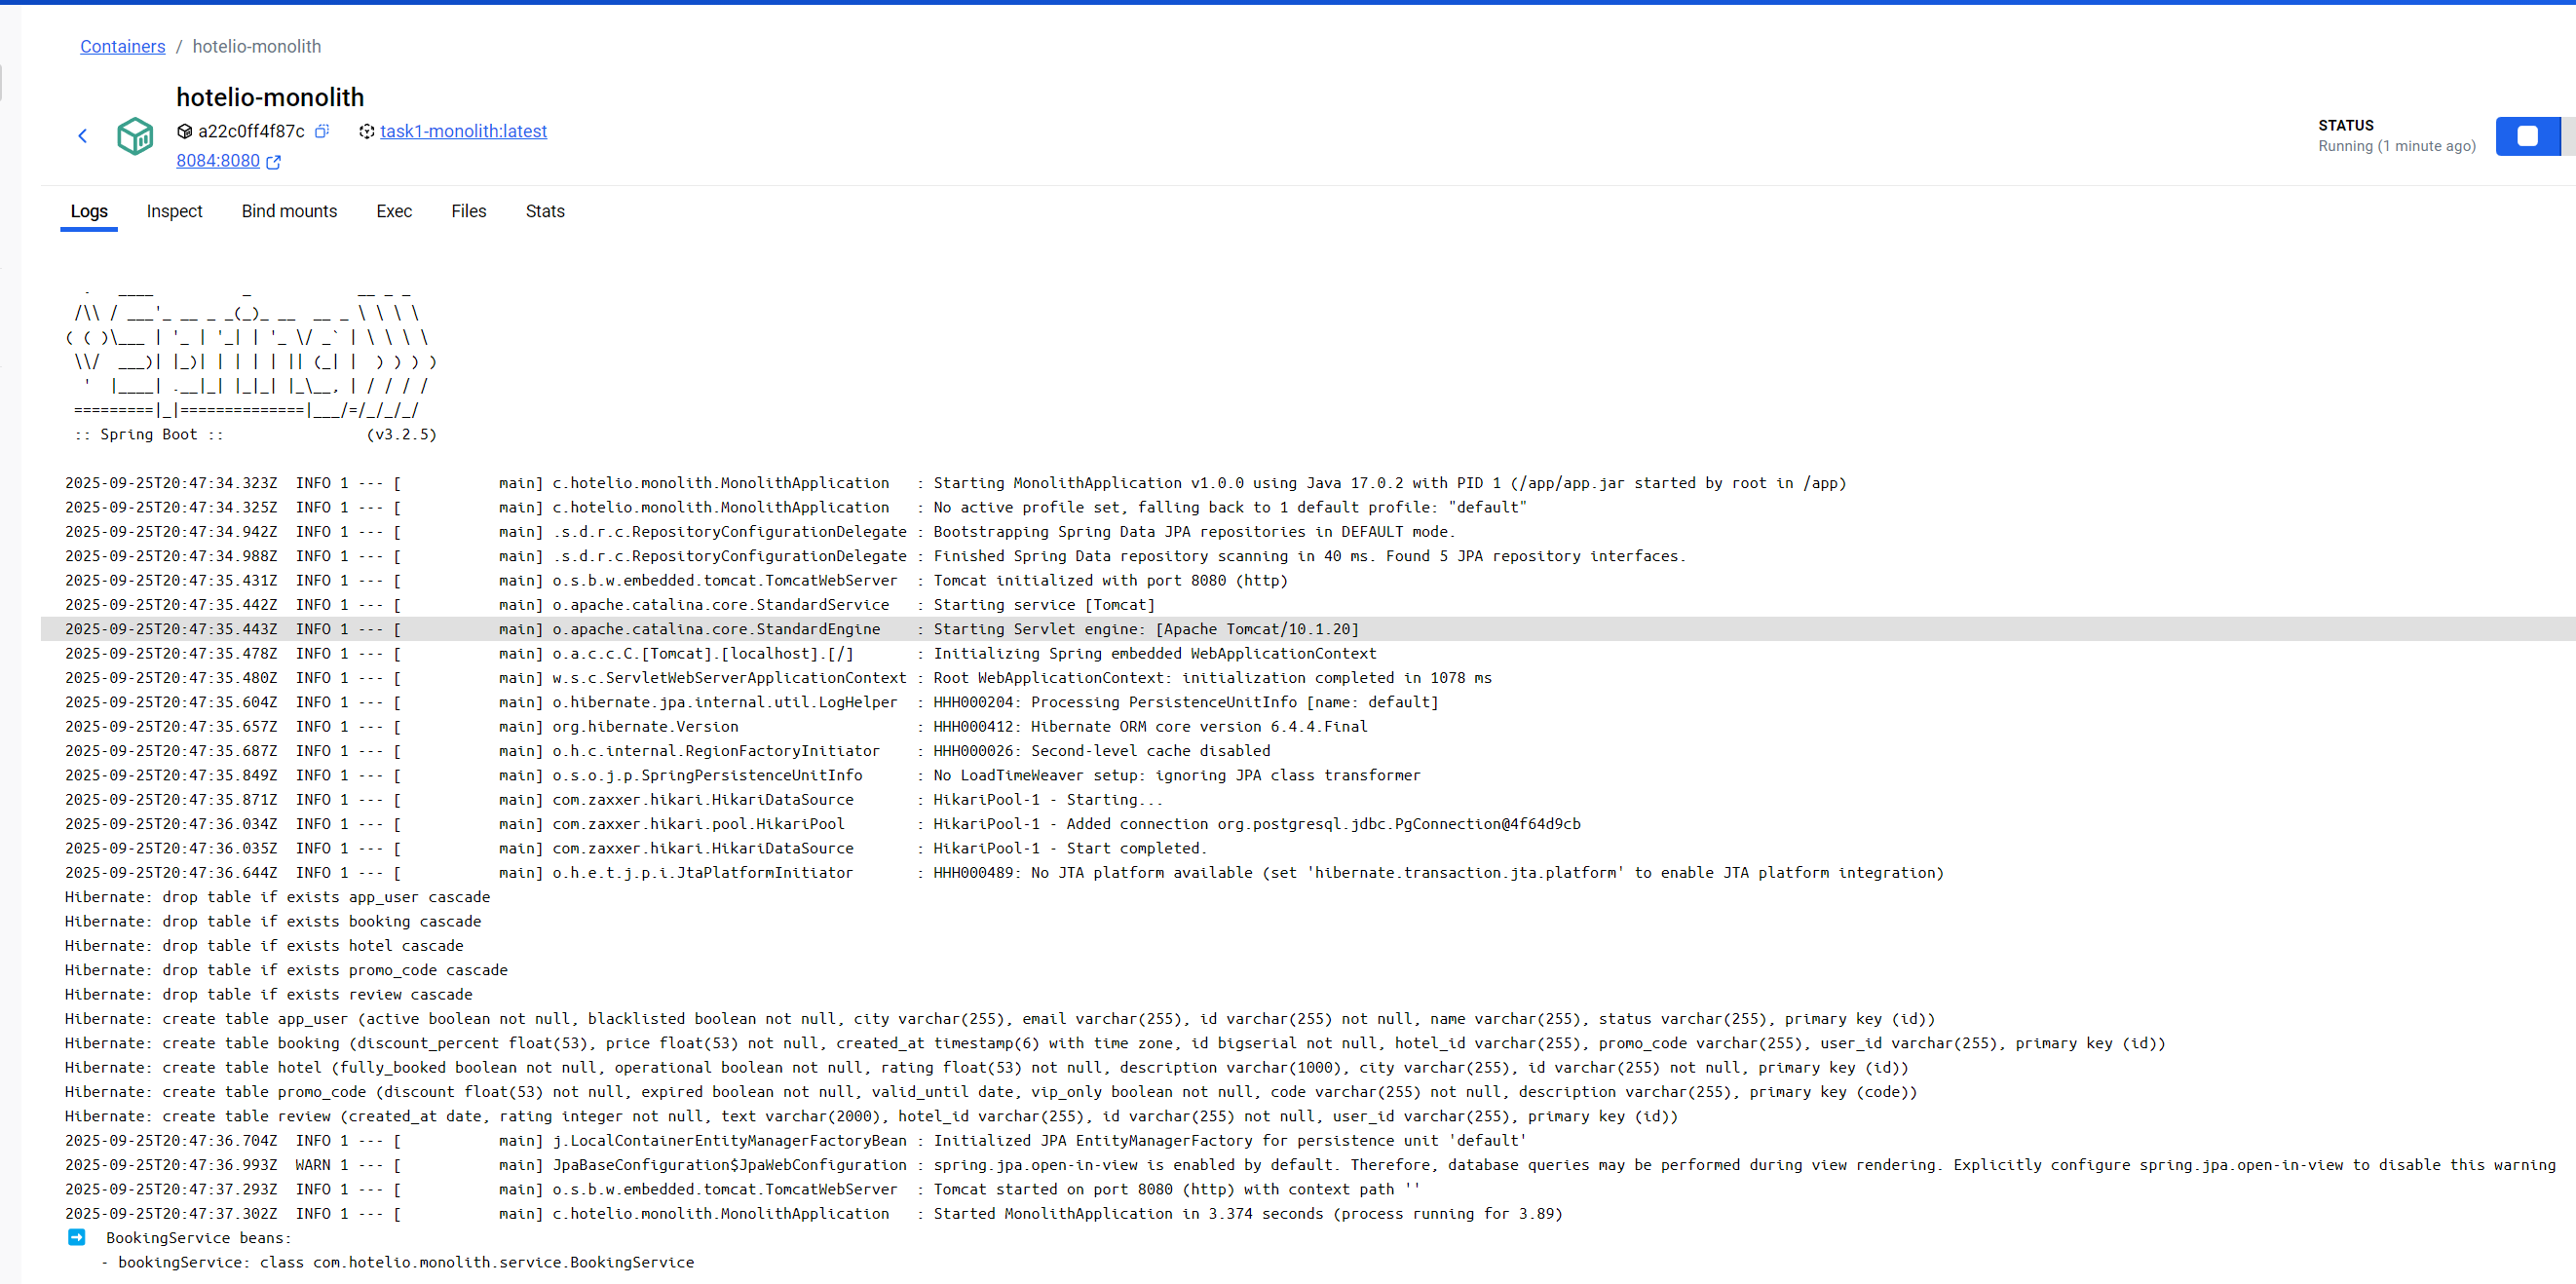 Containers / hotelio-monolith
hotelio-monolith
a22c0ff4f87c task1-monolith:latest
8084:8080
STATUS
Running (1 minute ago)
Logs Inspect Bind mounts Exec Files Stats
  .   ____          _            __ _ _
 /\\ / ___'_ __ _ _(_)_ __  __ _ \ \ \ \
( ( )\___ | '_ | '_| | '_ \/ _` | \ \ \ \
 \\/  ___)| |_)| | | | | || (_| |  ) ) ) )
  '  |____| .__|_| |_|_| |_\__, | / / / /
 =========|_|==============|___/=/_/_/_/
 :: Spring Boot ::                (v3.2.5)
2025-09-25T20:47:34.323Z  INFO 1 --- [           main] c.hotelio.monolith.MonolithApplication   : Starting MonolithApplication v1.0.0 using Java 17.0.2 with PID 1 (/app/app.jar started by root in /app)
2025-09-25T20:47:34.325Z  INFO 1 --- [           main] c.hotelio.monolith.MonolithApplication   : No active profile set, falling back to 1 default profile: "default"
2025-09-25T20:47:34.942Z  INFO 1 --- [           main] .s.d.r.c.RepositoryConfigurationDelegate : Bootstrapping Spring Data JPA repositories in DEFAULT mode.
2025-09-25T20:47:34.988Z  INFO 1 --- [           main] .s.d.r.c.RepositoryConfigurationDelegate : Finished Spring Data repository scanning in 40 ms. Found 5 JPA repository interfaces.
2025-09-25T20:47:35.431Z  INFO 1 --- [           main] o.s.b.w.embedded.tomcat.TomcatWebServer  : Tomcat initialized with port 8080 (http)
2025-09-25T20:47:35.442Z  INFO 1 --- [           main] o.apache.catalina.core.StandardService   : Starting service [Tomcat]
2025-09-25T20:47:35.443Z  INFO 1 --- [           main] o.apache.catalina.core.StandardEngine    : Starting Servlet engine: [Apache Tomcat/10.1.20]
2025-09-25T20:47:35.478Z  INFO 1 --- [           main] o.a.c.c.C.[Tomcat].[localhost].[/]       : Initializing Spring embedded WebApplicationContext
2025-09-25T20:47:35.480Z  INFO 1 --- [           main] w.s.c.ServletWebServerApplicationContext : Root WebApplicationContext: initialization completed in 1078 ms
2025-09-25T20:47:35.604Z  INFO 1 --- [           main] o.hibernate.jpa.internal.util.LogHelper  : HHH000204: Processing PersistenceUnitInfo [name: default]
2025-09-25T20:47:35.657Z  INFO 1 --- [           main] org.hibernate.Version                    : HHH000412: Hibernate ORM core version 6.4.4.Final
2025-09-25T20:47:35.687Z  INFO 1 --- [           main] o.h.c.internal.RegionFactoryInitiator    : HHH000026: Second-level cache disabled
2025-09-25T20:47:35.849Z  INFO 1 --- [           main] o.s.o.j.p.SpringPersistenceUnitInfo      : No LoadTimeWeaver setup: ignoring JPA class transformer
2025-09-25T20:47:35.871Z  INFO 1 --- [           main] com.zaxxer.hikari.HikariDataSource       : HikariPool-1 - Starting...
2025-09-25T20:47:36.034Z  INFO 1 --- [           main] com.zaxxer.hikari.pool.HikariPool        : HikariPool-1 - Added connection org.postgresql.jdbc.PgConnection@4f64d9cb
2025-09-25T20:47:36.035Z  INFO 1 --- [           main] com.zaxxer.hikari.HikariDataSource       : HikariPool-1 - Start completed.
2025-09-25T20:47:36.644Z  INFO 1 --- [           main] o.h.e.t.j.p.i.JtaPlatformInitiator       : HHH000489: No JTA platform available (set 'hibernate.transaction.jta.platform' to enable JTA platform integration)
Hibernate: drop table if exists app_user cascade
Hibernate: drop table if exists booking cascade
Hibernate: drop table if exists hotel cascade
Hibernate: drop table if exists promo_code cascade
Hibernate: drop table if exists review cascade
Hibernate: create table app_user (active boolean not null, blacklisted boolean not null, city varchar(255), email varchar(255), id varchar(255) not null, name varchar(255), status varchar(255), primary key (id))
Hibernate: create table booking (discount_percent float(53), price float(53) not null, created_at timestamp(6) with time zone, id bigserial not null, hotel_id varchar(255), promo_code varchar(255), user_id varchar(255), primary key (id))
Hibernate: create table hotel (fully_booked boolean not null, operational boolean not null, rating float(53) not null, description varchar(1000), city varchar(255), id varchar(255) not null, primary key (id))
Hibernate: create table promo_code (discount float(53) not null, expired boolean not null, valid_until date, vip_only boolean not null, code varchar(255) not null, description varchar(255), primary key (code))
Hibernate: create table review (created_at date, rating integer not null, text varchar(2000), hotel_id varchar(255), id varchar(255) not null, user_id varchar(255), primary key (id))
2025-09-25T20:47:36.704Z  INFO 1 --- [           main] j.LocalContainerEntityManagerFactoryBean : Initialized JPA EntityManagerFactory for persistence unit 'default'
2025-09-25T20:47:36.993Z  WARN 1 --- [           main] JpaBaseConfiguration$JpaWebConfiguration : spring.jpa.open-in-view is enabled by default. Therefore, database queries may be performed during view rendering. Explicitly configure spring.jpa.open-in-view to disable this warning
2025-09-25T20:47:37.293Z  INFO 1 --- [           main] o.s.b.w.embedded.tomcat.TomcatWebServer  : Tomcat started on port 8080 (http) with context path ''
2025-09-25T20:47:37.302Z  INFO 1 --- [           main] c.hotelio.monolith.MonolithApplication   : Started MonolithApplication in 3.374 seconds (process running for 3.89)
➡️ BookingService beans:
- bookingService: class com.hotelio.monolith.service.BookingService